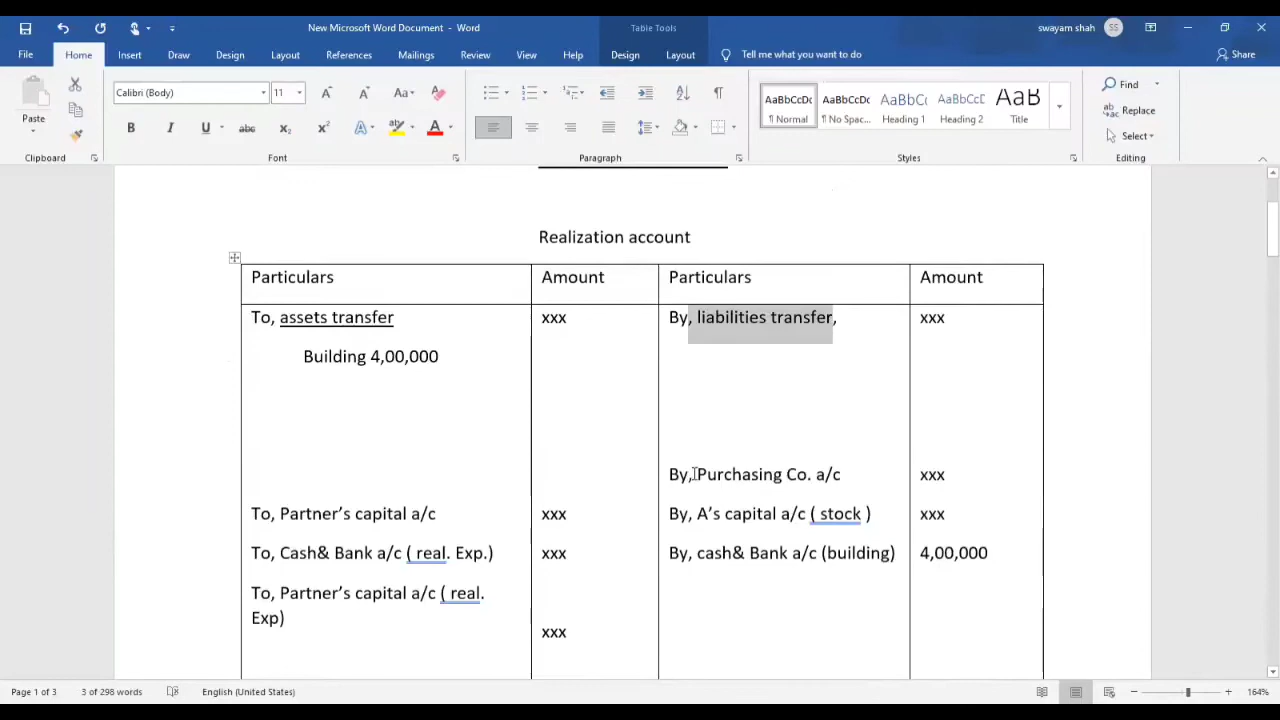 New Microsoft Word Document - Word
Table Tools
swayam shah
SS
File
Home
Insert
Draw
Design
Layout
References
Mailings
Review
View
Help
Design
Layout
Tell me what you want to do
Share
Paste
Clipboard
Calibri (Body)
11
Font
Paragraph
AaBbCcDc
¶ Normal
AaBbCcDc
¶ No Spac...
AaBbCc
Heading 1
AaBbCcD
Heading 2
AaB
Title
Styles
Find
Replace
Select
Editing
Realization account
Particulars Amount Particulars Amount
To, assets transfer xxx By, liabilities transfer, xxx
Building 4,00,000
By, Purchasing Co. a/c xxx
To, Partner's capital a/c xxx By, A's capital a/c ( stock ) xxx
To, Cash& Bank a/c ( real. Exp.) xxx By, cash& Bank a/c (building) 4,00,000
To, Partner's capital a/c ( real.
Exp)
xxx
Page 1 of 3
3 of 298 words
English (United States)
164%